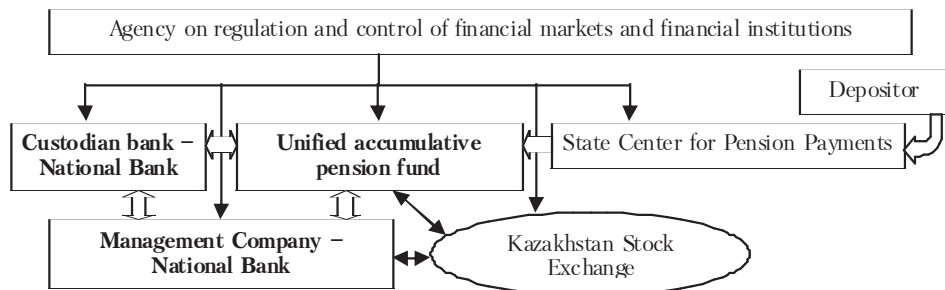 Agency on regulation and control of financial markets and financial institutions
Depositor
Custodian bank –
National Bank
Unified accumulative
pension fund
State Center for Pension Payments
Management Company –
National Bank
Kazakhstan Stock
Exchange